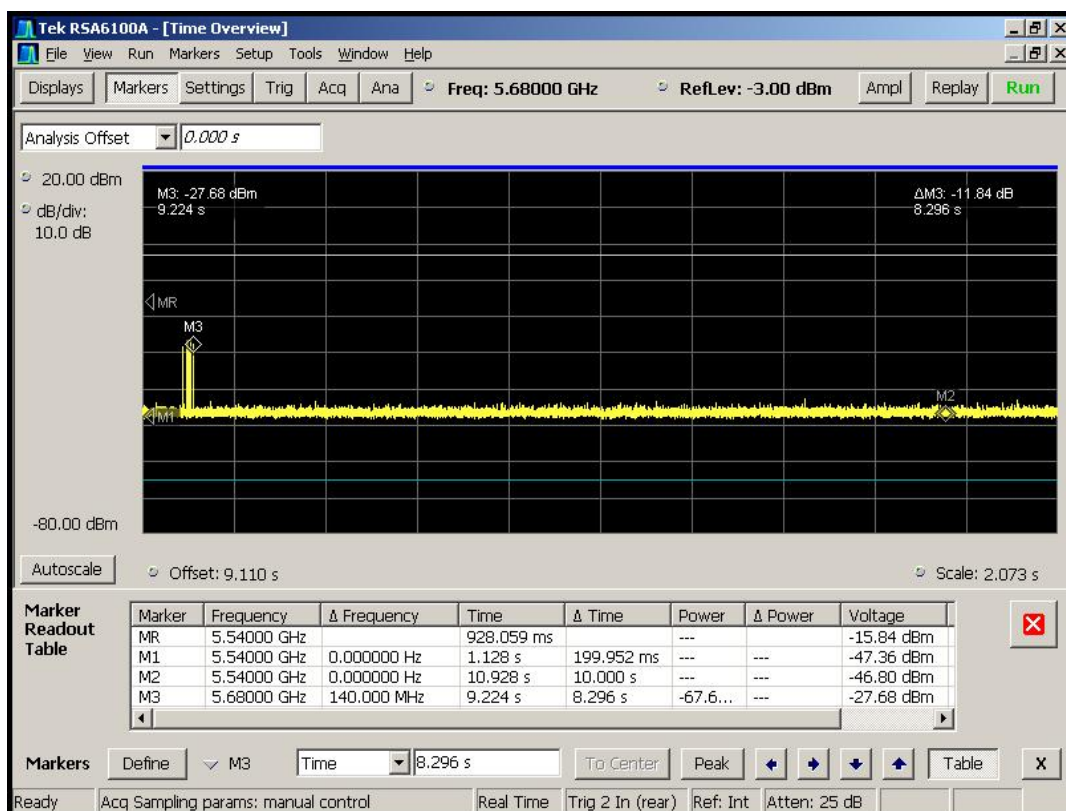 Tek RSA6100A - [Time Overview]
File View Run Markers Setup Tools Window Help
Displays Markers Settings Trig Acq Ana Freq: 5.68000 GHz RefLev: -3.00 dBm Ampl Replay Run
Analysis Offset 0.000 s
20.00 dBm
dB/div:
10.0 dB
M3: -27.68 dBm
9.224 s
ΔM3: -11.84 dB
8.296 s
MR
M3
M1
M2
-80.00 dBm
Autoscale Offset: 9.110 s Scale: 2.073 s
Marker Readout Table
Marker Frequency Δ Frequency Time Δ Time Power Δ Power Voltage
MR 5.54000 GHz 928.059 ms --- -15.84 dBm
M1 5.54000 GHz 0.000000 Hz 1.128 s 199.952 ms --- --- -47.36 dBm
M2 5.54000 GHz 0.000000 Hz 10.928 s 10.000 s --- --- -46.80 dBm
M3 5.68000 GHz 140.000 MHz 9.224 s 8.296 s -67.6... --- -27.68 dBm
Markers Define M3 Time 8.296 s To Center Peak Table X
Ready Acq Sampling params: manual control Real Time Trig 2 In (rear) Ref: Int Atten: 25 dB